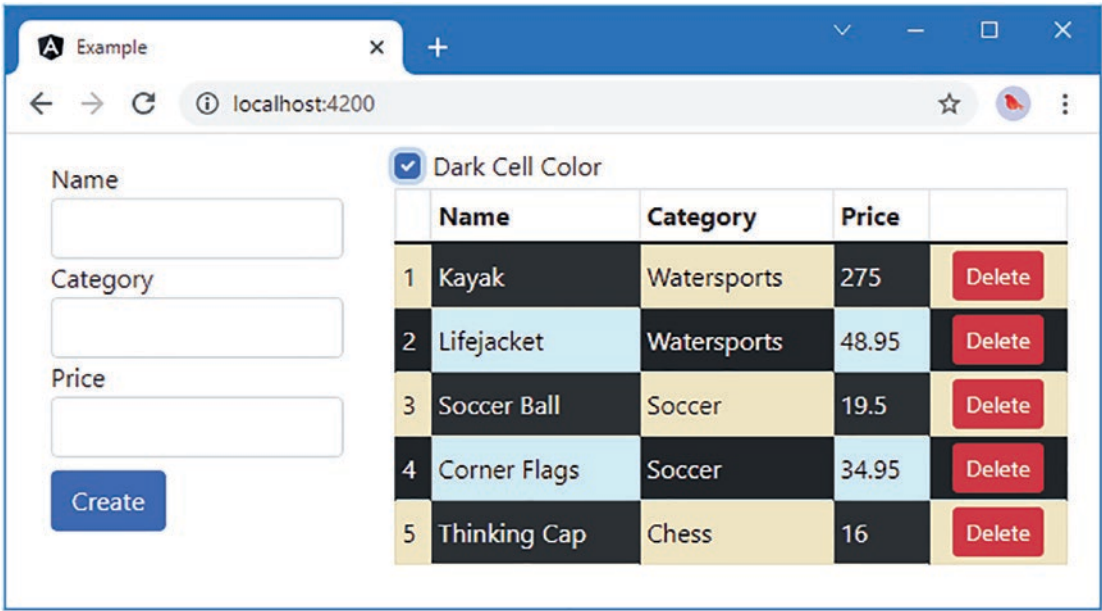 Example
localhost:4200
Name
Category
Price
Create
Dark Cell Color
Name Category Price
1 Kayak Watersports 275 Delete
2 Lifejacket Watersports 48.95 Delete
3 Soccer Ball Soccer 19.5 Delete
4 Corner Flags Soccer 34.95 Delete
5 Thinking Cap Chess 16 Delete